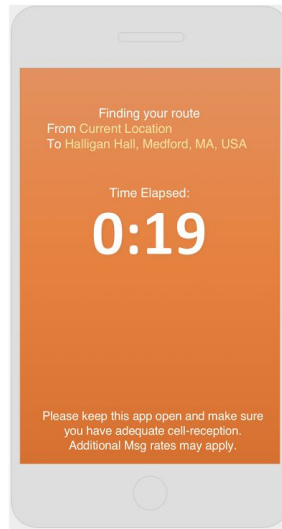 Finding your route
From Current Location
To Halligan Hall, Medford, MA, USA
Time Elapsed:
0:19
Please keep this app open and make sure
you have adequate cell-reception.
Additional Msg rates may apply.